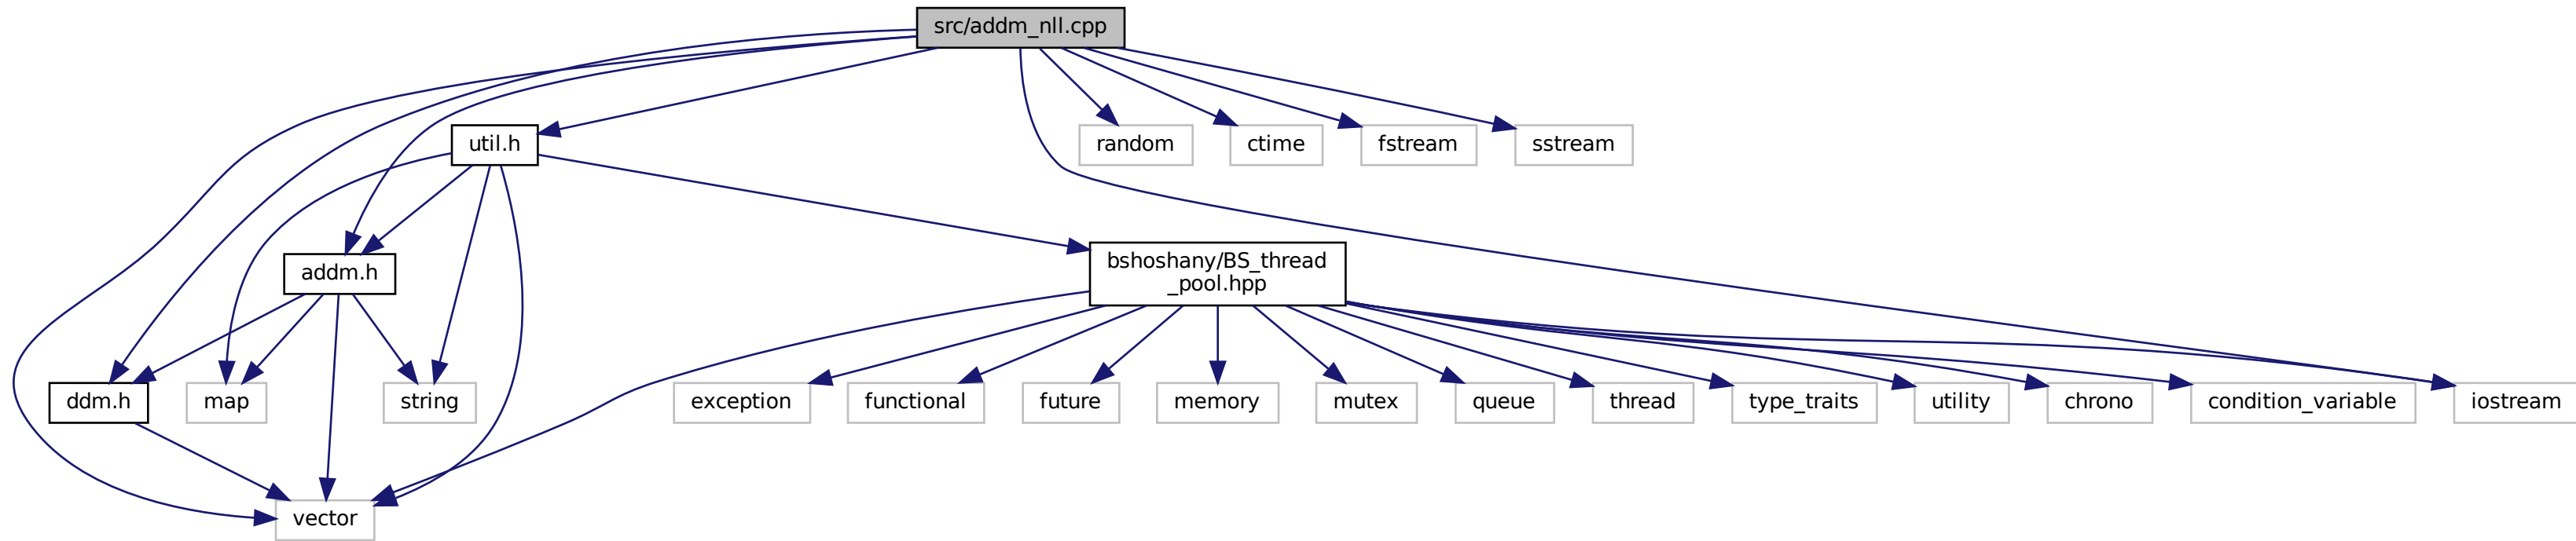 src/addm_nll.cpp
util.h
random
ctime
fstream
sstream
addm.h
bshoshany/BS_thread
_pool.hpp
ddm.h
map
string
exception
functional
future
memory
mutex
queue
thread
type_traits
utility
chrono
condition_variable
iostream
vector